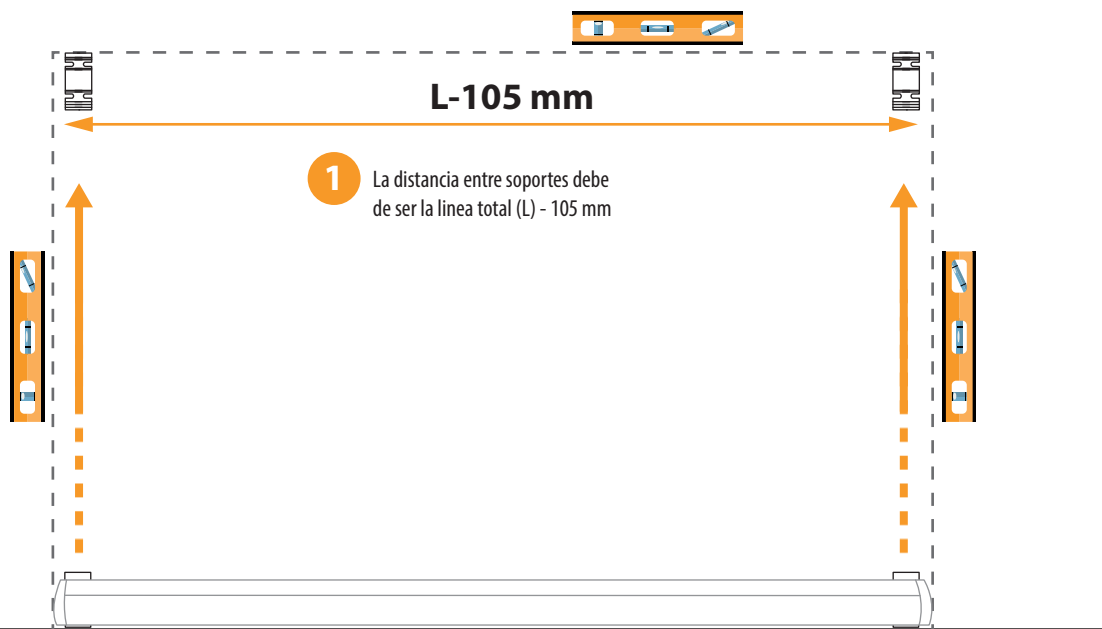 L-105 mm
1
La distancia entre soportes debe
de ser la linea total (L) - 105 mm